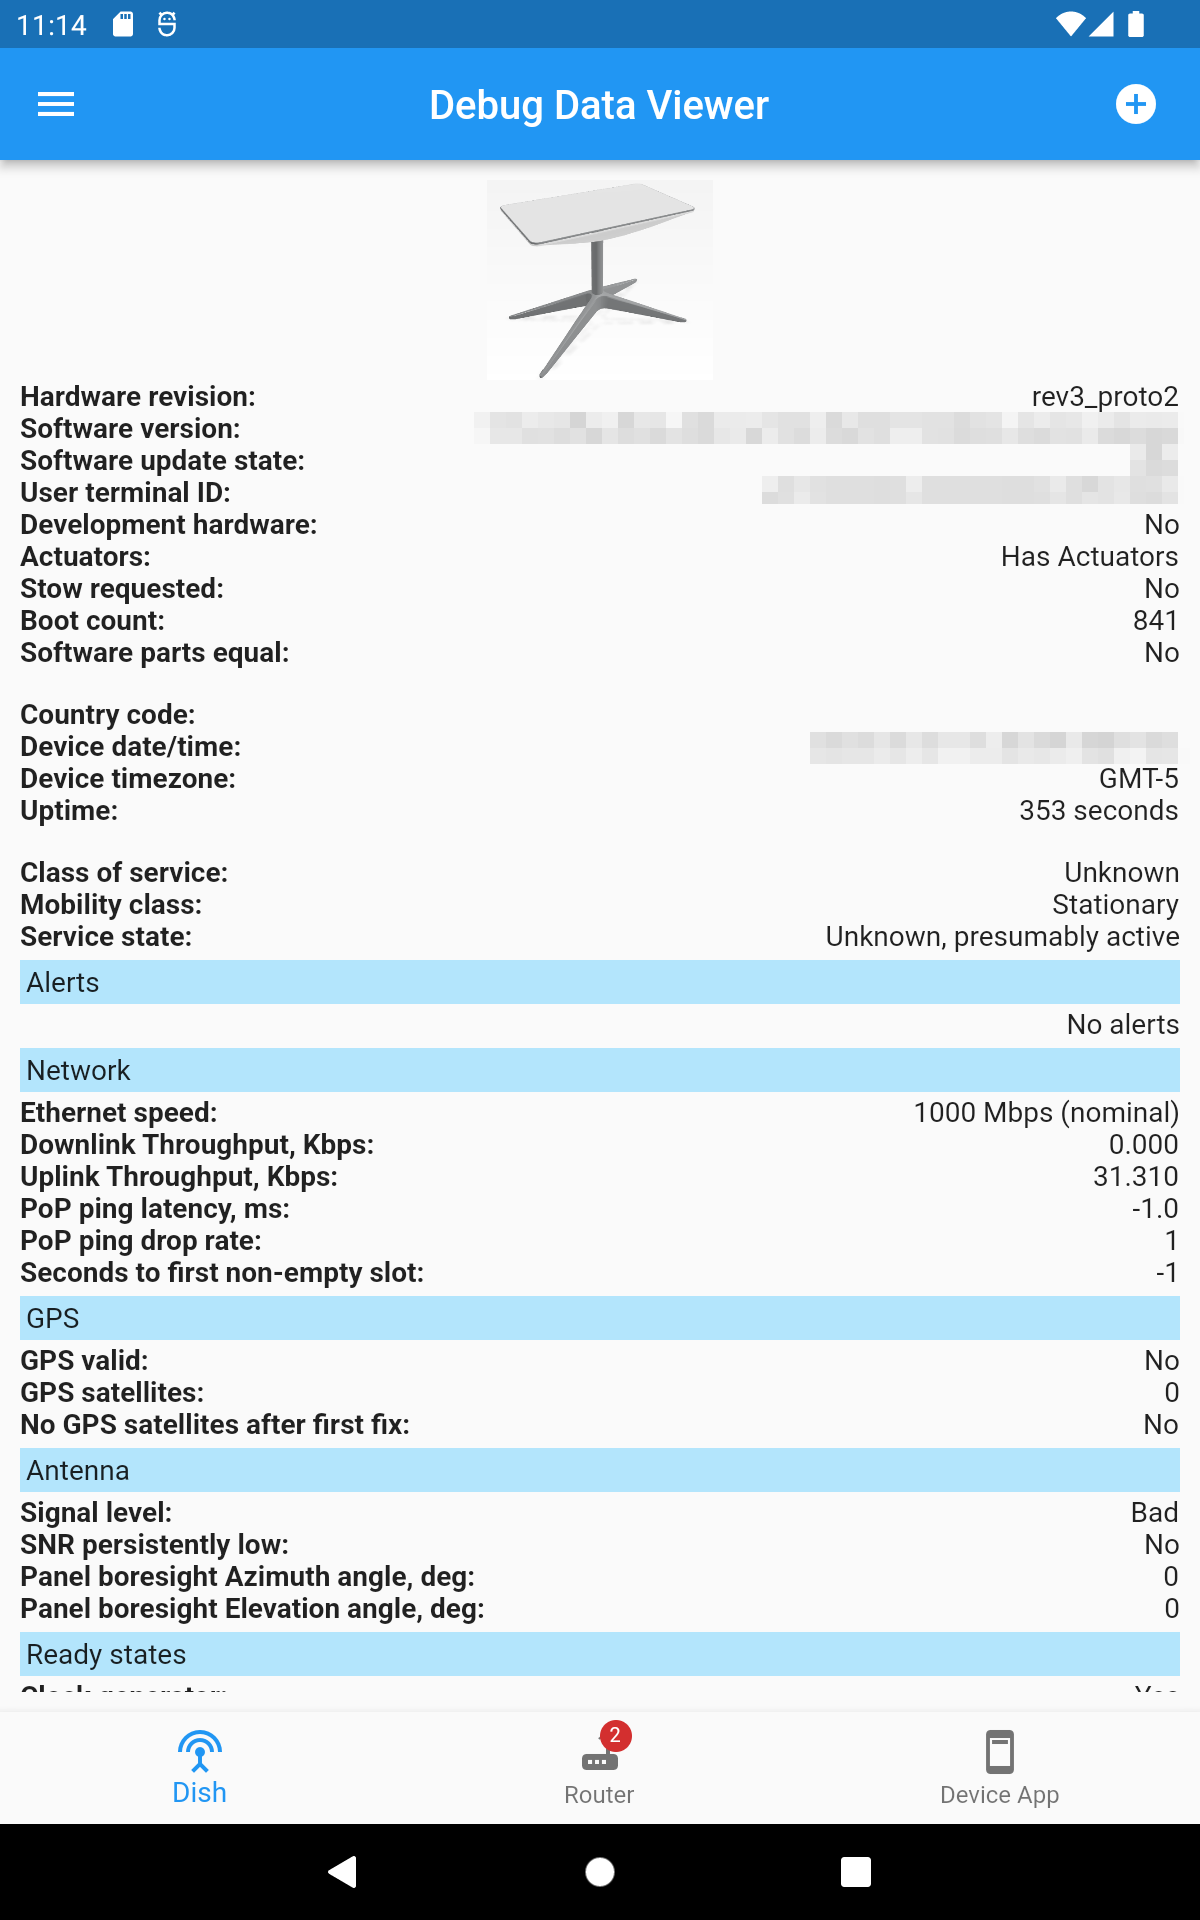 11:14
Debug Data Viewer
Hardware revision: rev3_proto2
Software version:
Software update state:
User terminal ID:
Development hardware: No
Actuators: Has Actuators
Stow requested: No
Boot count: 841
Software parts equal: No
Country code:
Device date/time:
Device timezone: GMT-5
Uptime: 353 seconds
Class of service: Unknown
Mobility class: Stationary
Service state: Unknown, presumably active
Alerts
No alerts
Network
Ethernet speed: 1000 Mbps (nominal)
Downlink Throughput, Kbps: 0.000
Uplink Throughput, Kbps: 31.310
PoP ping latency, ms: -1.0
PoP ping drop rate: 1
Seconds to first non-empty slot: -1
GPS
GPS valid: No
GPS satellites: 0
No GPS satellites after first fix: No
Antenna
Signal level: Bad
SNR persistently low: No
Panel boresight Azimuth angle, deg: 0
Panel boresight Elevation angle, deg: 0
Ready states
2
Dish Router Device App